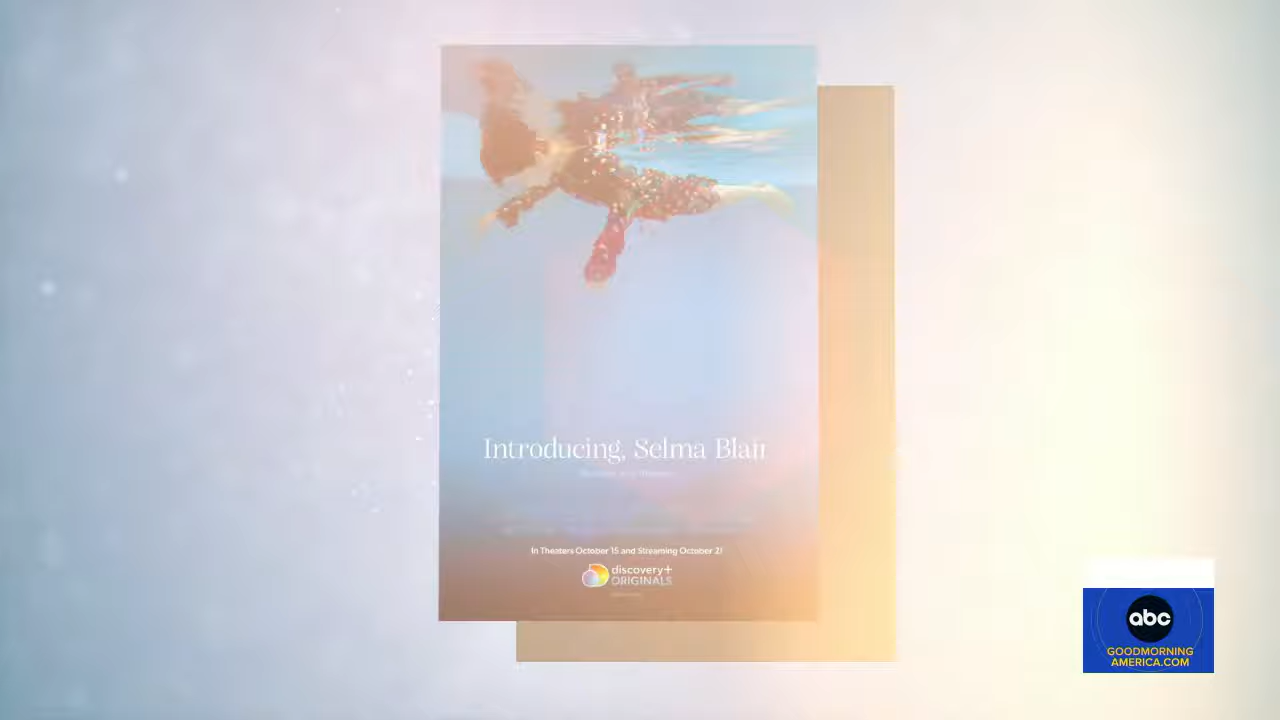 Introducing, Selma Blair
In Theaters October 15 and Streaming October 21
discovery+
ORIGINALS
abc
GOODMORNING
AMERICA.COM